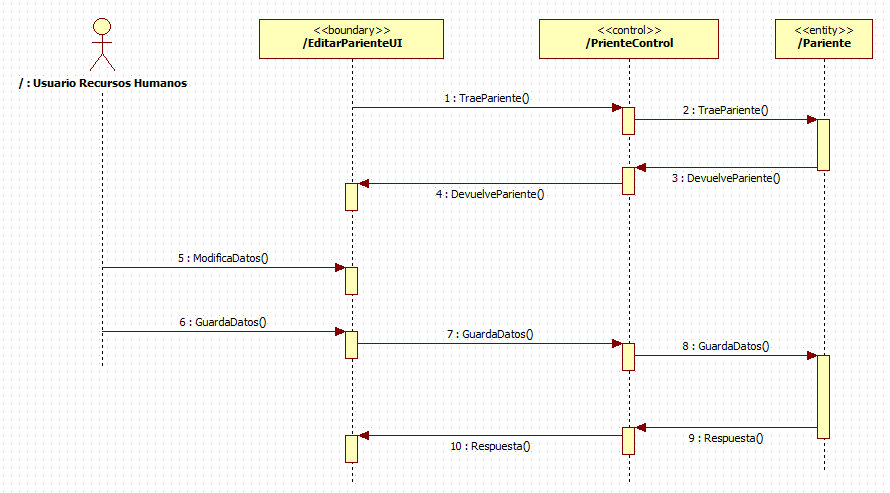 <<boundary>>
/EditarParienteUI
<<control>>
/PrienteControl
<<entity>>
/Pariente
/ : Usuario Recursos Humanos
1 : TraePariente()
2 : TraePariente()
3 : DevuelvePariente()
4 : DevuelvePariente()
5 : ModificaDatos()
6 : GuardaDatos()
7 : GuardaDatos()
8 : GuardaDatos()
9 : Respuesta()
10 : Respuesta()